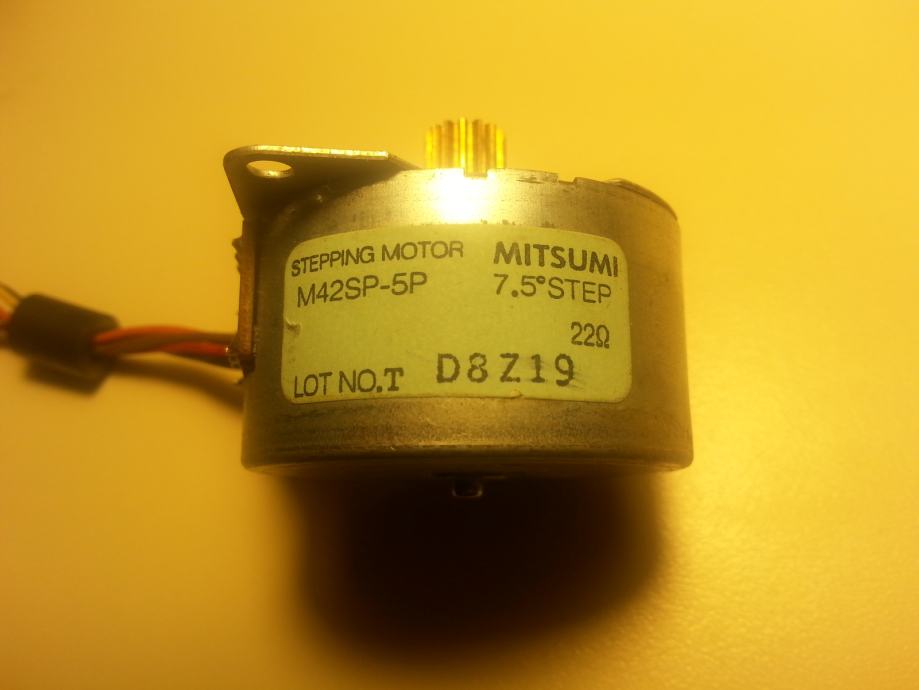 STEPPING MOTOR MITSUMI
M42SP-5P 7.5°STEP
22Ω
LOT NO.T D8Z19